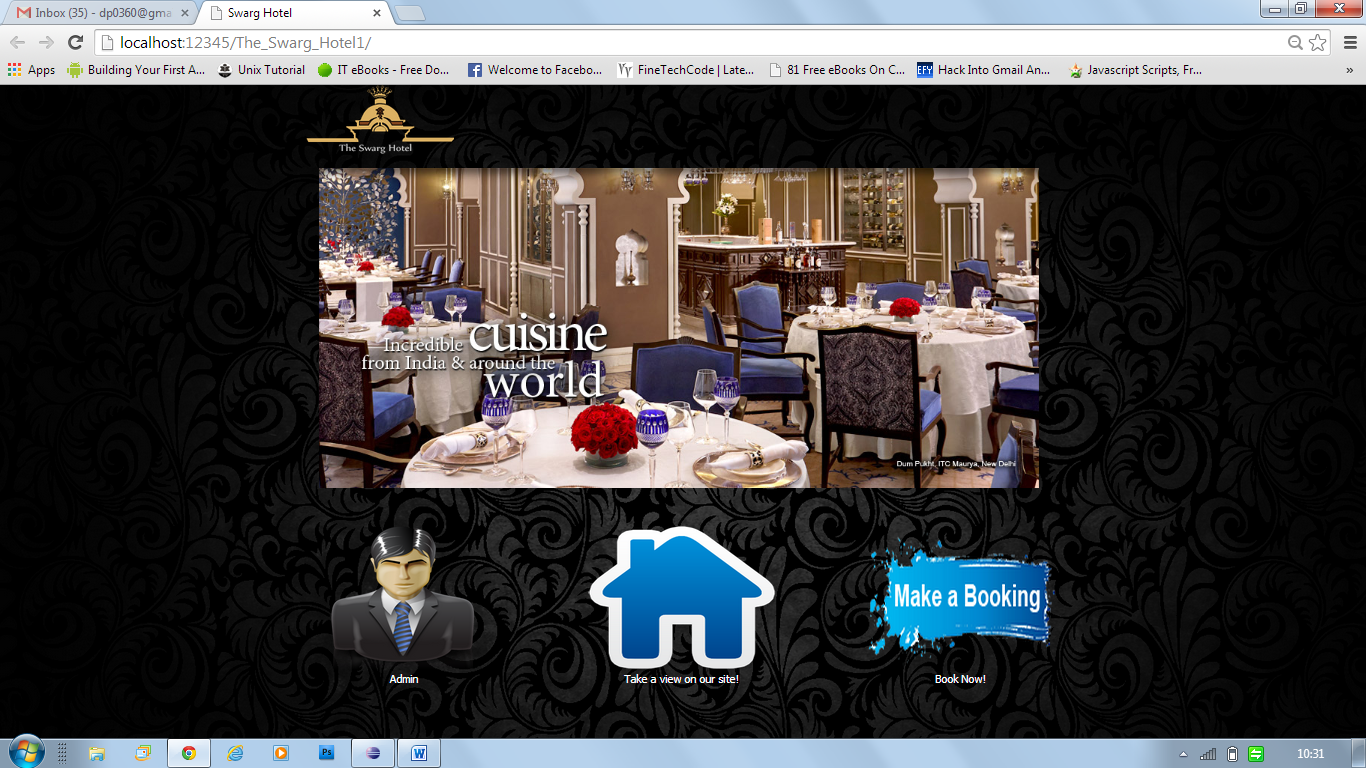 Inbox (35) - dp0360@gma
Swarg Hotel
localhost:12345/The_Swarg_Hotel1/
Apps
Building Your First A...
Unix Tutorial
IT eBooks - Free Do...
Welcome to Facebo...
FineTechCode | Late...
81 Free eBooks On C...
EFY
Hack Into Gmail An...
Javascript Scripts, Fr...
»
The Swarg Hotel
Incredible cuisine
from India & around the
world
Dum Pukht, ITC Maurya, New Delhi
Make a Booking
Admin
Take a view on our site!
Book Now!
Ps
W
10:31